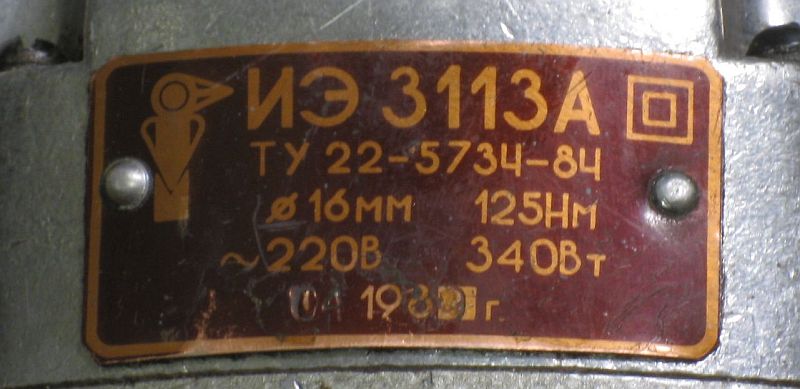 ИЭ 3113А
ТУ 22-5734-84
⌀ 16мм 125Нм
~220В 340Вт
г.